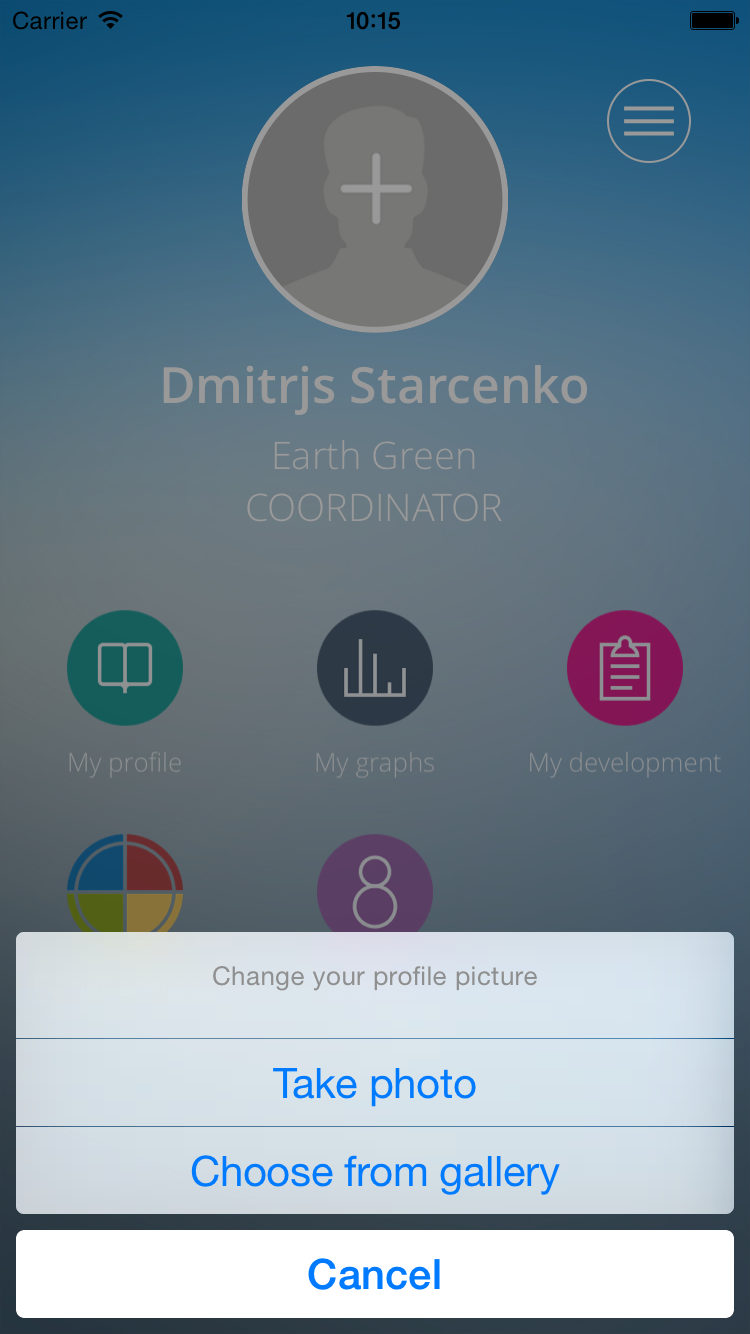 Carrier 10:15
Dmitrjs Starcenko
Earth Green
COORDINATOR
My profile My graphs My development
Change your profile picture
Take photo
Choose from gallery
Cancel